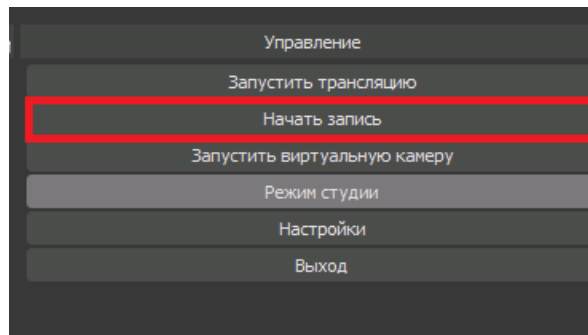 Управление
Запустить трансляцию
Начать запись
Запустить виртуальную камеру
Режим студии
Настройки
Выход